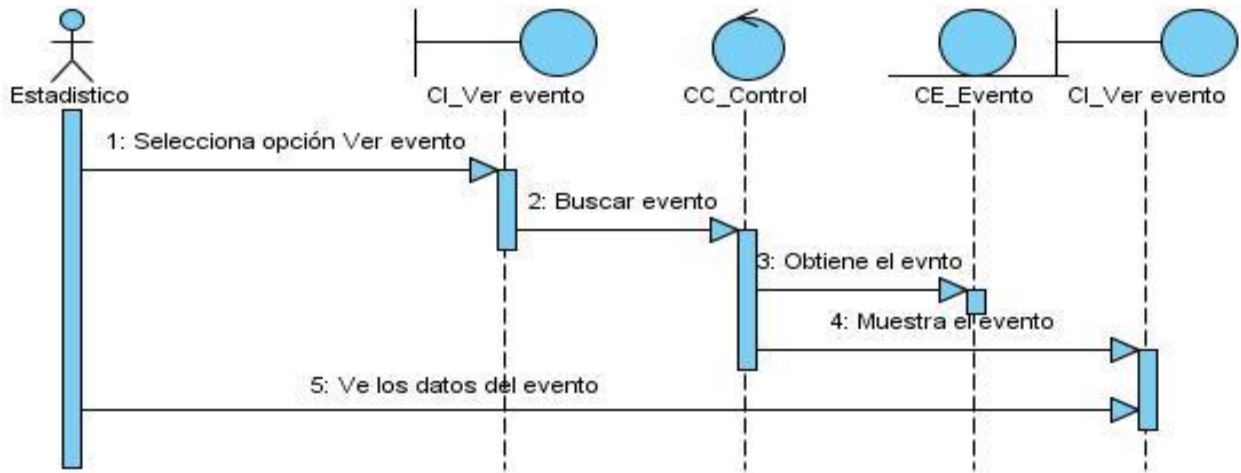 Estadistico
CI_Ver evento
CC_Control
CE_Evento
CI_Ver evento
1: Selecciona opción Ver evento
2: Buscar evento
3: Obtiene el evnto
4: Muestra el evento
5: Ve los datos del evento